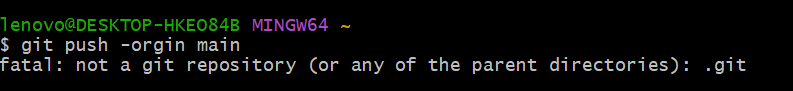 lenovo@DESKTOP-HKEO84B MINGW64 ~
$ git push -orgin main
fatal: not a git repository (or any of the parent directories): .git